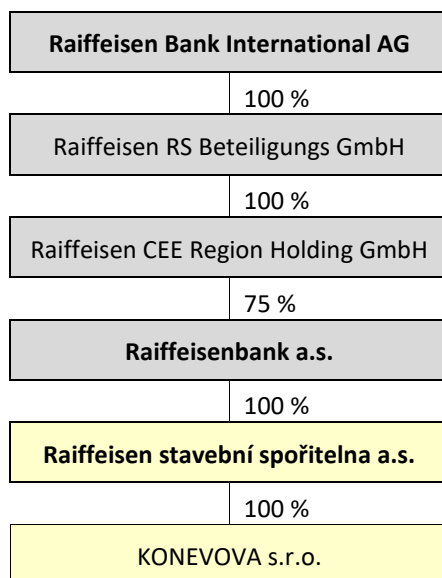 Raiffeisen Bank International AG
100 %
Raiffeisen RS Beteiligungs GmbH
100 %
Raiffeisen CEE Region Holding GmbH
75 %
Raiffeisenbank a.s.
100 %
Raiffeisen stavební spořitelna a.s.
100 %
KONEVOVA s.r.o.